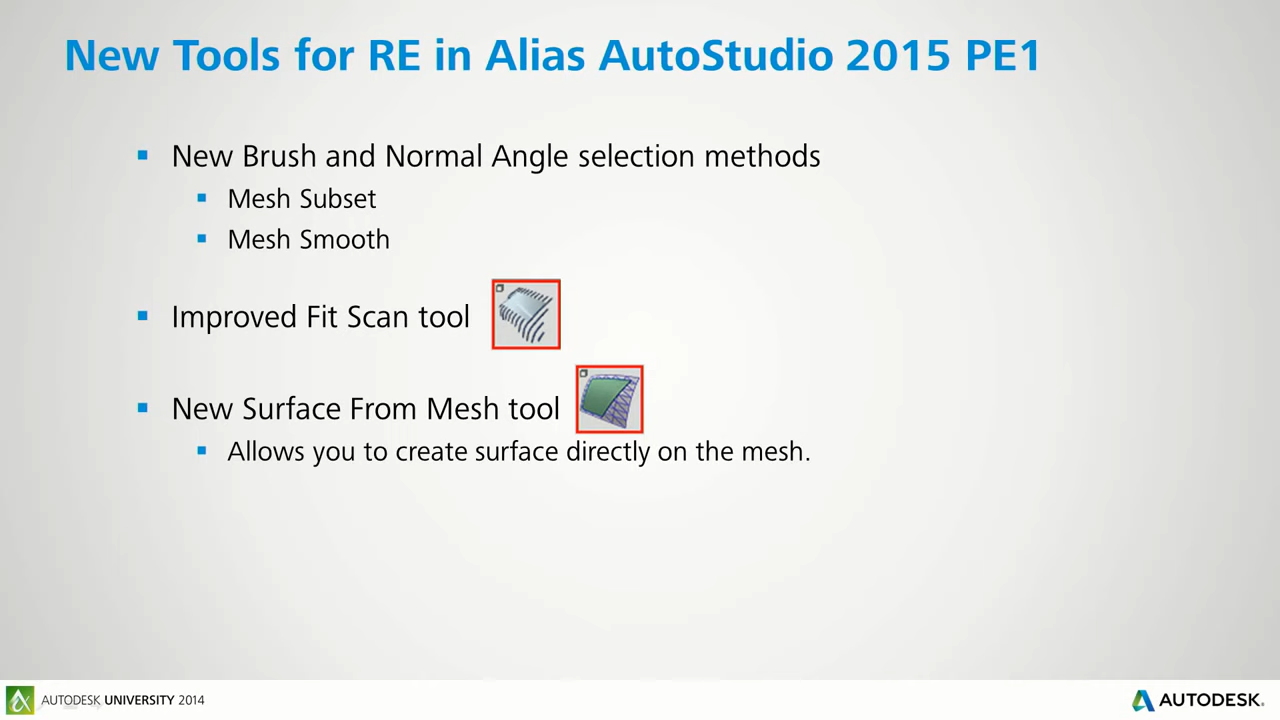 New Tools for RE in Alias AutoStudio 2015 PE1
New Brush and Normal Angle selection methods
Mesh Subset
Mesh Smooth
Improved Fit Scan tool
New Surface From Mesh tool
Allows you to create surface directly on the mesh.
AUTODESK UNIVERSITY 2014
AUTODESK.